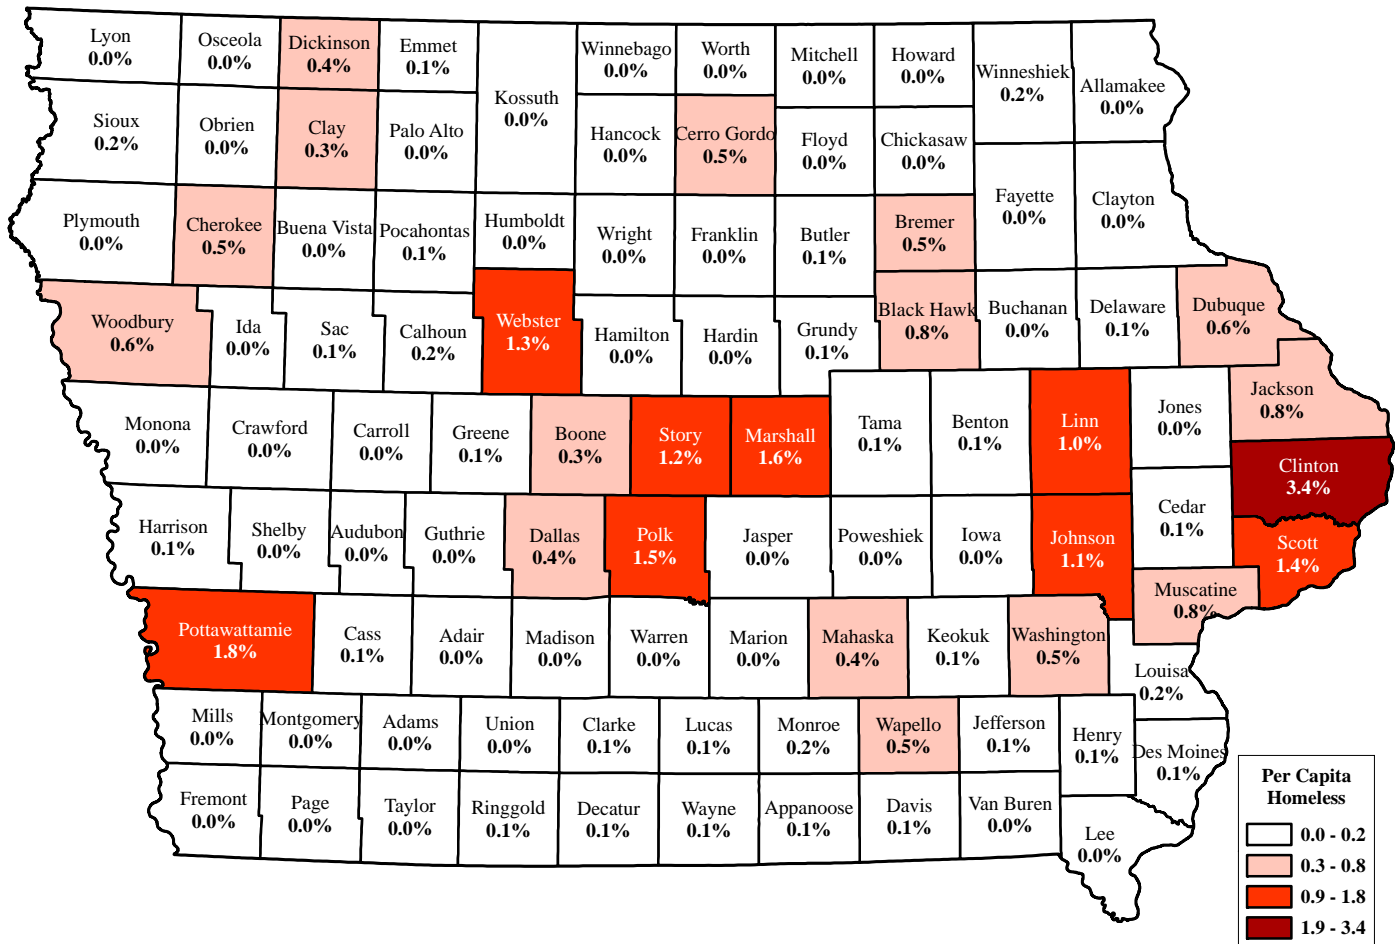 Lyon
0.0%
Osceola
0.0%
Dickinson
0.4%
Emmet
0.1%
Kossuth
0.0%
Winnebago
0.0%
Worth
0.0%
Mitchell
0.0%
Howard
0.0%
Winneshiek
0.2%
Allamakee
0.0%
Sioux
0.2%
Obrien
0.0%
Clay
0.3%
Palo Alto
0.0%
Hancock
0.0%
Cerro Gordo
0.5%
Floyd
0.0%
Chickasaw
0.0%
Plymouth
0.0%
Cherokee
0.5%
Buena Vista
0.0%
Pocahontas
0.1%
Humboldt
0.0%
Wright
0.0%
Franklin
0.0%
Butler
0.1%
Bremer
0.5%
Fayette
0.0%
Clayton
0.0%
Woodbury
0.6%
Ida
0.0%
Sac
0.1%
Calhoun
0.2%
Webster
1.3%
Hamilton
0.0%
Hardin
0.0%
Grundy
0.1%
Black Hawk
0.8%
Buchanan
0.0%
Delaware
0.1%
Dubuque
0.6%
Monona
0.0%
Crawford
0.0%
Carroll
0.0%
Greene
0.1%
Boone
0.3%
Story
1.2%
Marshall
1.6%
Tama
0.1%
Benton
0.1%
Linn
1.0%
Jones
0.0%
Jackson
0.8%
Clinton
3.4%
Harrison
0.1%
Shelby
0.0%
Audubon
0.0%
Guthrie
0.0%
Dallas
0.4%
Polk
1.5%
Jasper
0.0%
Poweshiek
0.0%
Iowa
0.0%
Johnson
1.1%
Cedar
0.1%
Scott
1.4%
Muscatine
0.8%
Pottawattamie
1.8%
Cass
0.1%
Adair
0.0%
Madison
0.0%
Warren
0.0%
Marion
0.0%
Mahaska
0.4%
Keokuk
0.1%
Washington
0.5%
Louisa
0.2%
Mills
0.0%
Montgomery
0.0%
Adams
0.0%
Union
0.0%
Clarke
0.1%
Lucas
0.1%
Monroe
0.2%
Wapello
0.5%
Jefferson
0.1%
Henry
0.1%
Des Moines
0.1%
Fremont
0.0%
Page
0.0%
Taylor
0.0%
Ringgold
0.1%
Decatur
0.1%
Wayne
0.1%
Appanoose
0.1%
Davis
0.1%
Van Buren
0.0%
Lee
0.0%
Per Capita
Homeless
0.0 - 0.2
0.3 - 0.8
0.9 - 1.8
1.9 - 3.4